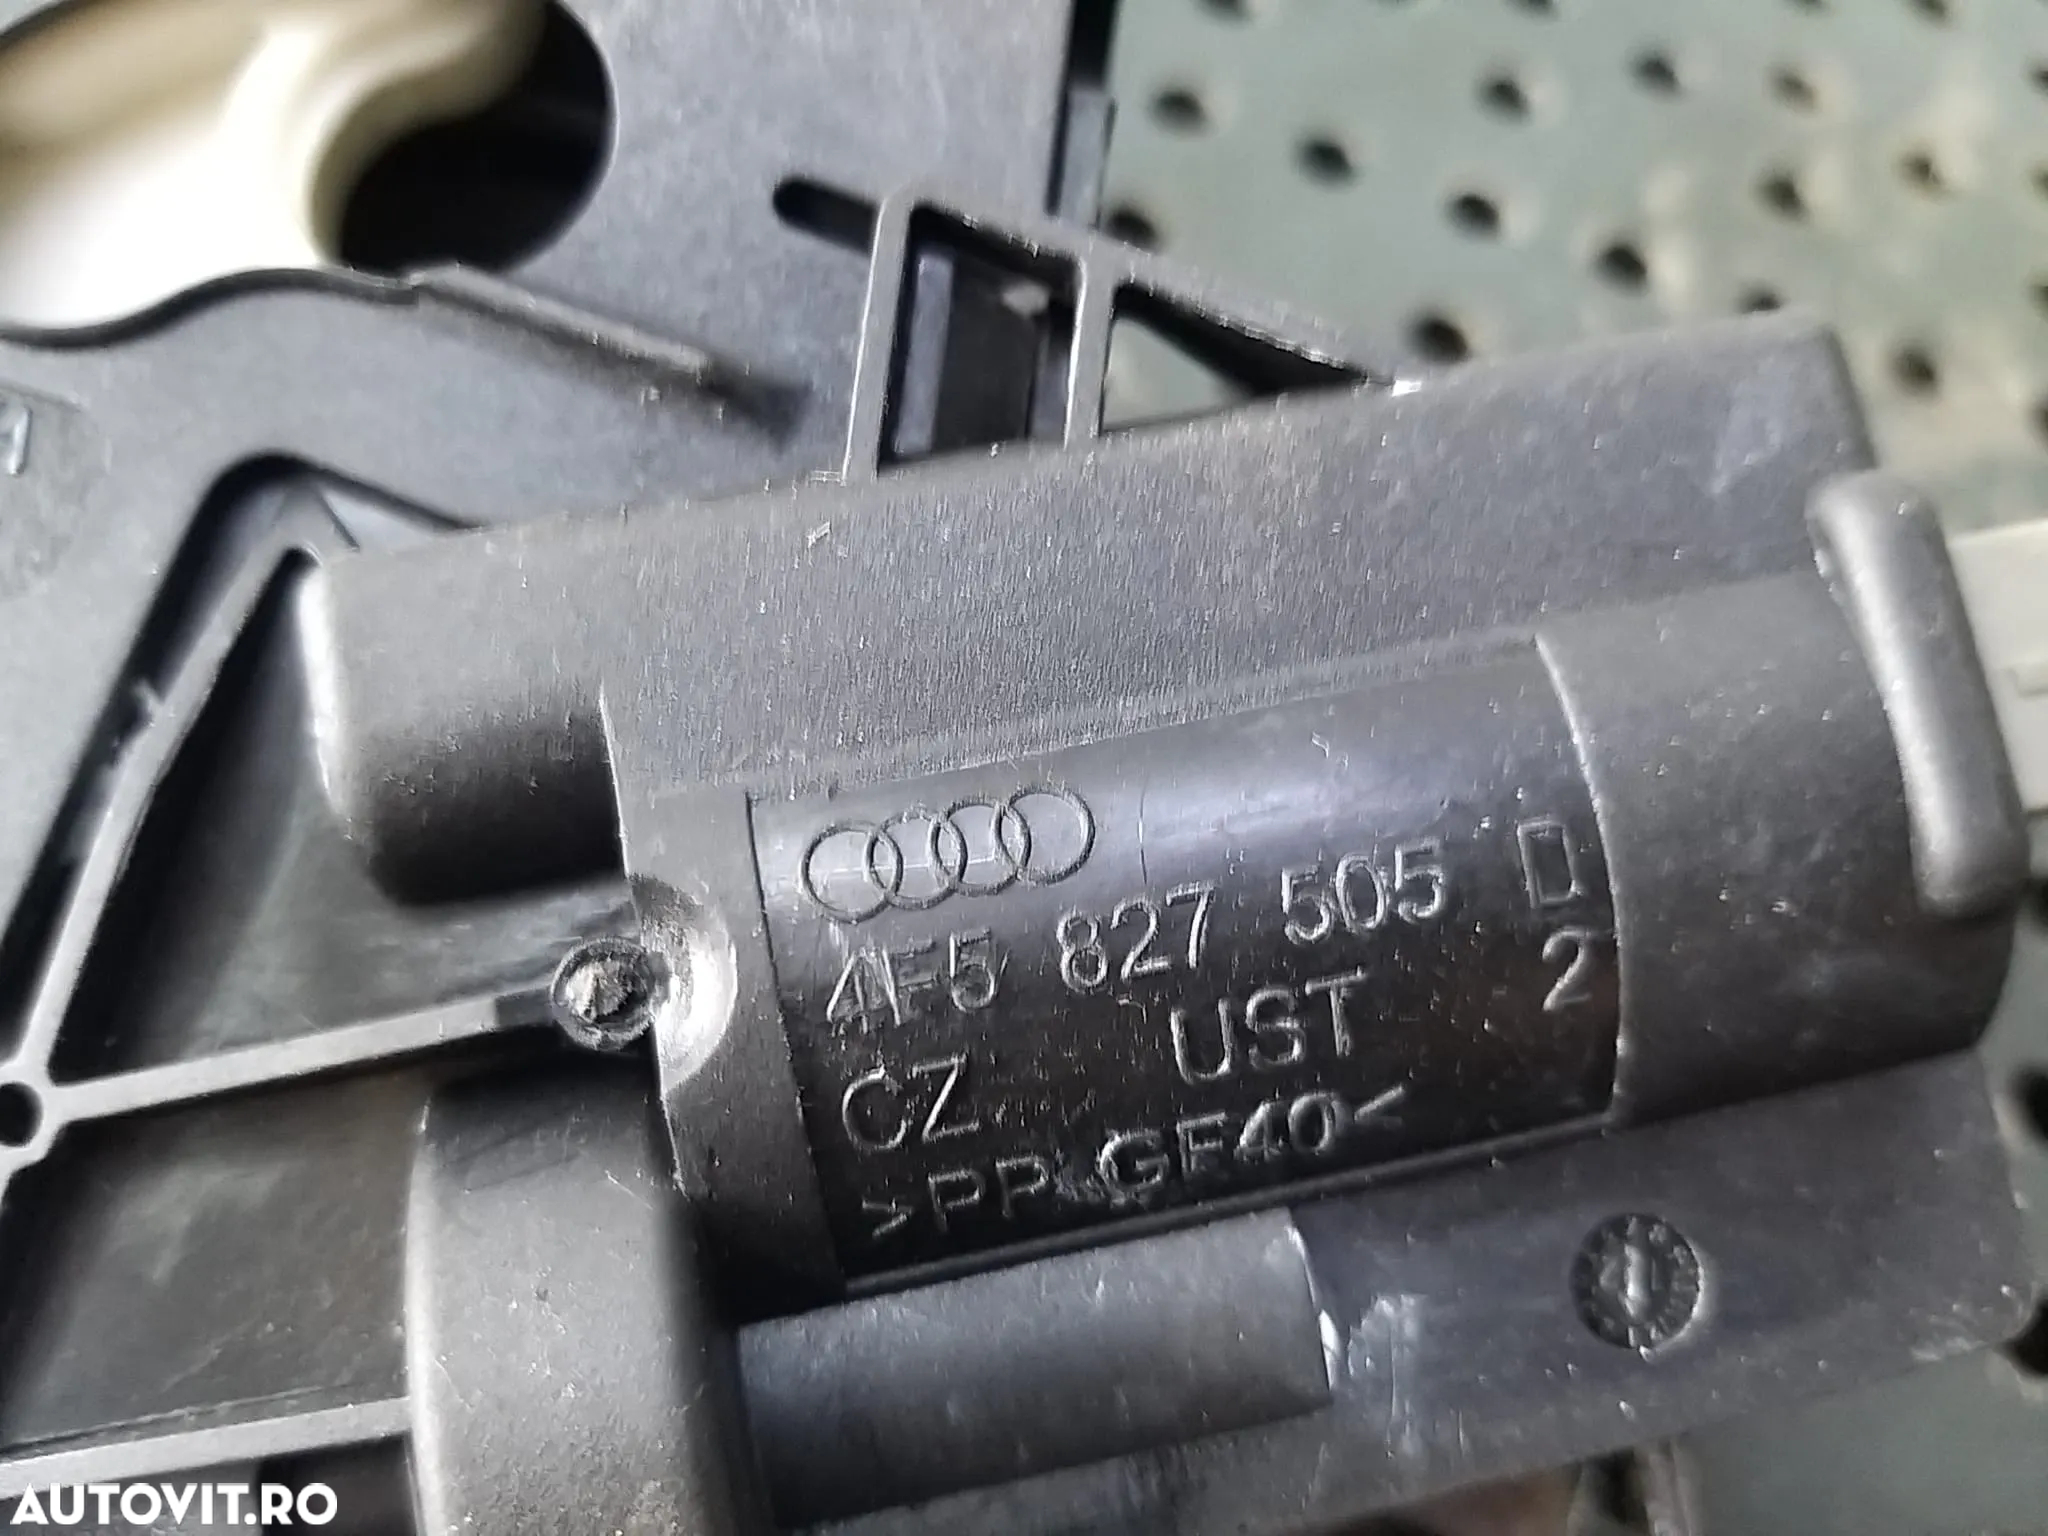 4F5 827 505 D
CZ UST 2
>PP GF40<
AUTOVIT.RO